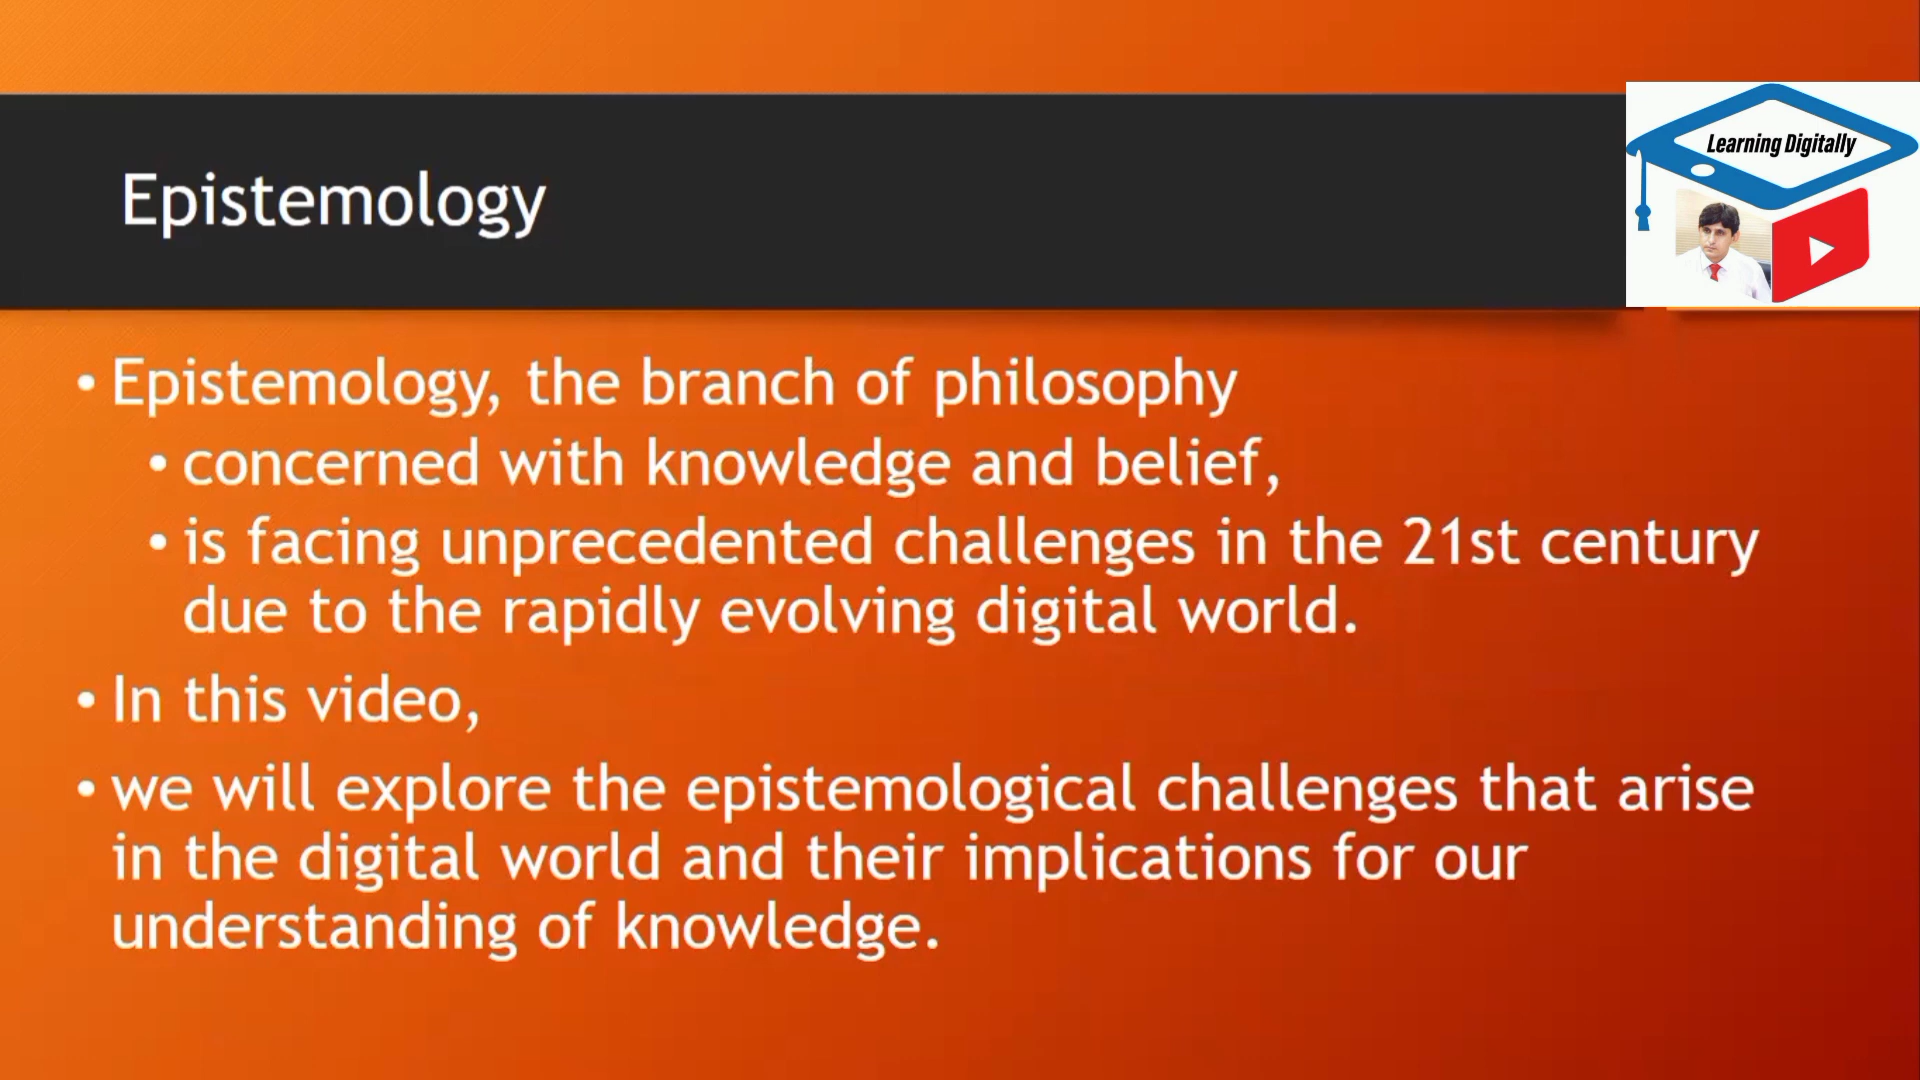 Learning Digitally
Epistemology
• Epistemology, the branch of philosophy
• concerned with knowledge and belief,
• is facing unprecedented challenges in the 21st century
due to the rapidly evolving digital world.
• In this video,
• we will explore the epistemological challenges that arise
in the digital world and their implications for our
understanding of knowledge.